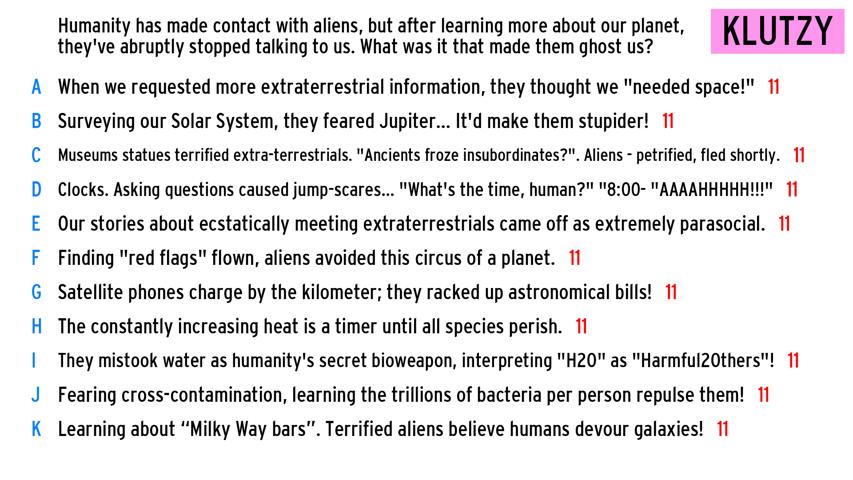 Humanity has made contact with aliens, but after learning more about our planet,
they've abruptly stopped talking to us. What was it that made them ghost us?
KLUTZY
A When we requested more extraterrestrial information, they thought we "needed space!" 11
B Surveying our Solar System, they feared Jupiter... It'd make them stupider! 11
C Museums statues terrified extra-terrestrials. "Ancients froze insubordinates?". Aliens - petrified, fled shortly. 11
D Clocks. Asking questions caused jump-scares... "What's the time, human?" "8:00- "AAAAHHHHH!!!" 11
E Our stories about ecstatically meeting extraterrestrials came off as extremely parasocial. 11
F Finding "red flags" flown, aliens avoided this circus of a planet. 11
G Satellite phones charge by the kilometer; they racked up astronomical bills! 11
H The constantly increasing heat is a timer until all species perish. 11
I They mistook water as humanity's secret bioweapon, interpreting "H20" as "Harmful20thers"! 11
J Fearing cross-contamination, learning the trillions of bacteria per person repulse them! 11
K Learning about “Milky Way bars”. Terrified aliens believe humans devour galaxies! 11